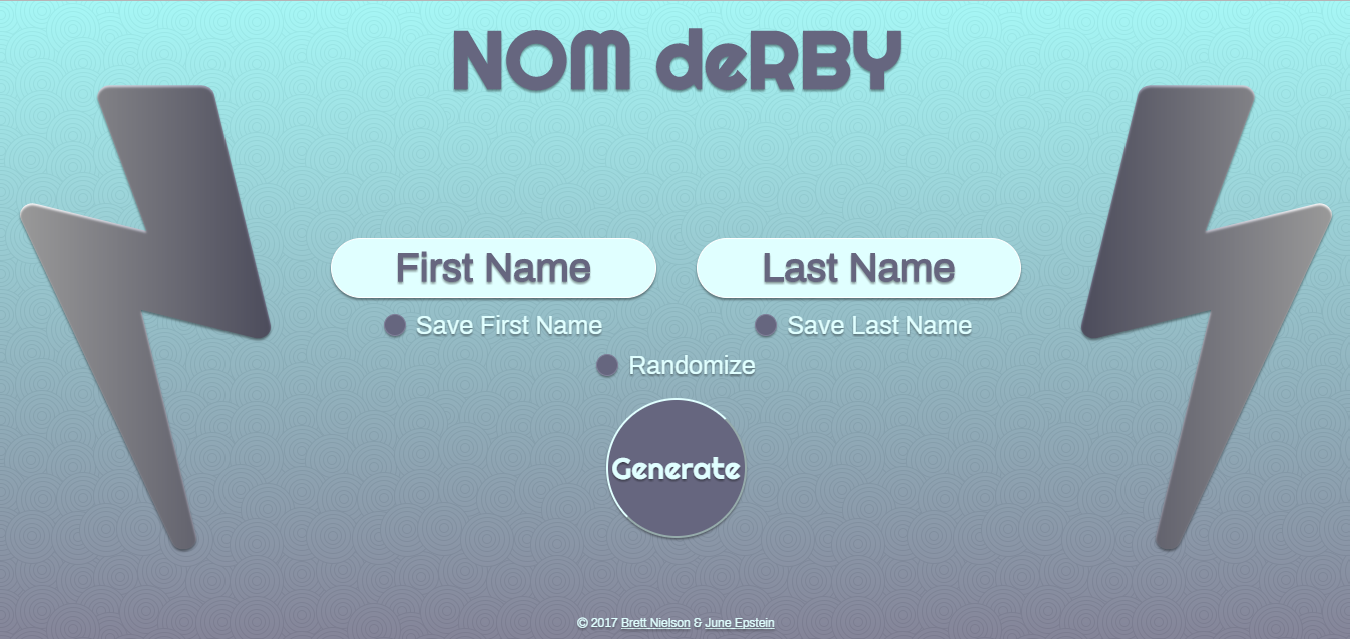 NOM deRBY
First Name
Last Name
Save First Name
Save Last Name
Randomize
Generate
© 2017 Brett Nielson & June Epstein